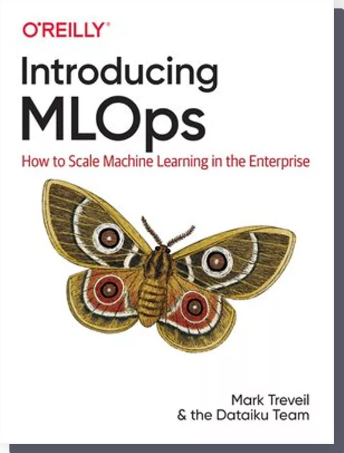 O'REILLY®
Introducing
MLOps
How to Scale Machine Learning in the Enterprise
Mark Treveil
& the Dataiku Team